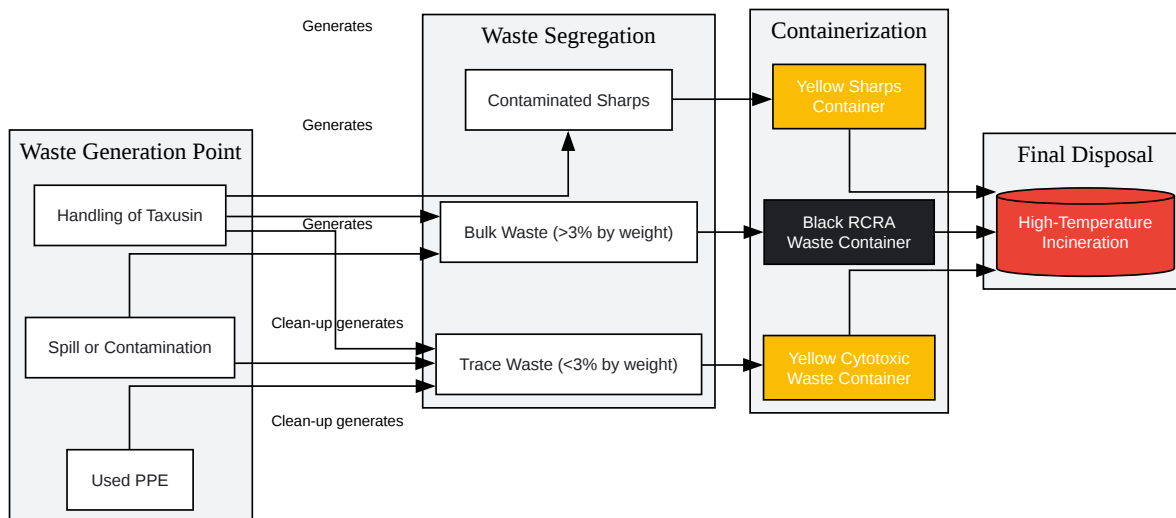 Generates
Generates
Generates
Clean-up generates
Clean-up generates
Waste Generation Point
Handling of Taxusin
Spill or Contamination
Used PPE
Waste Segregation
Contaminated Sharps
Bulk Waste (>3% by weight)
Trace Waste (<3% by weight)
Containerization
Yellow Sharps
Container
Black RCRA
Waste Container
Yellow Cytotoxic
Waste Container
Final Disposal
High-Temperature
Incineration